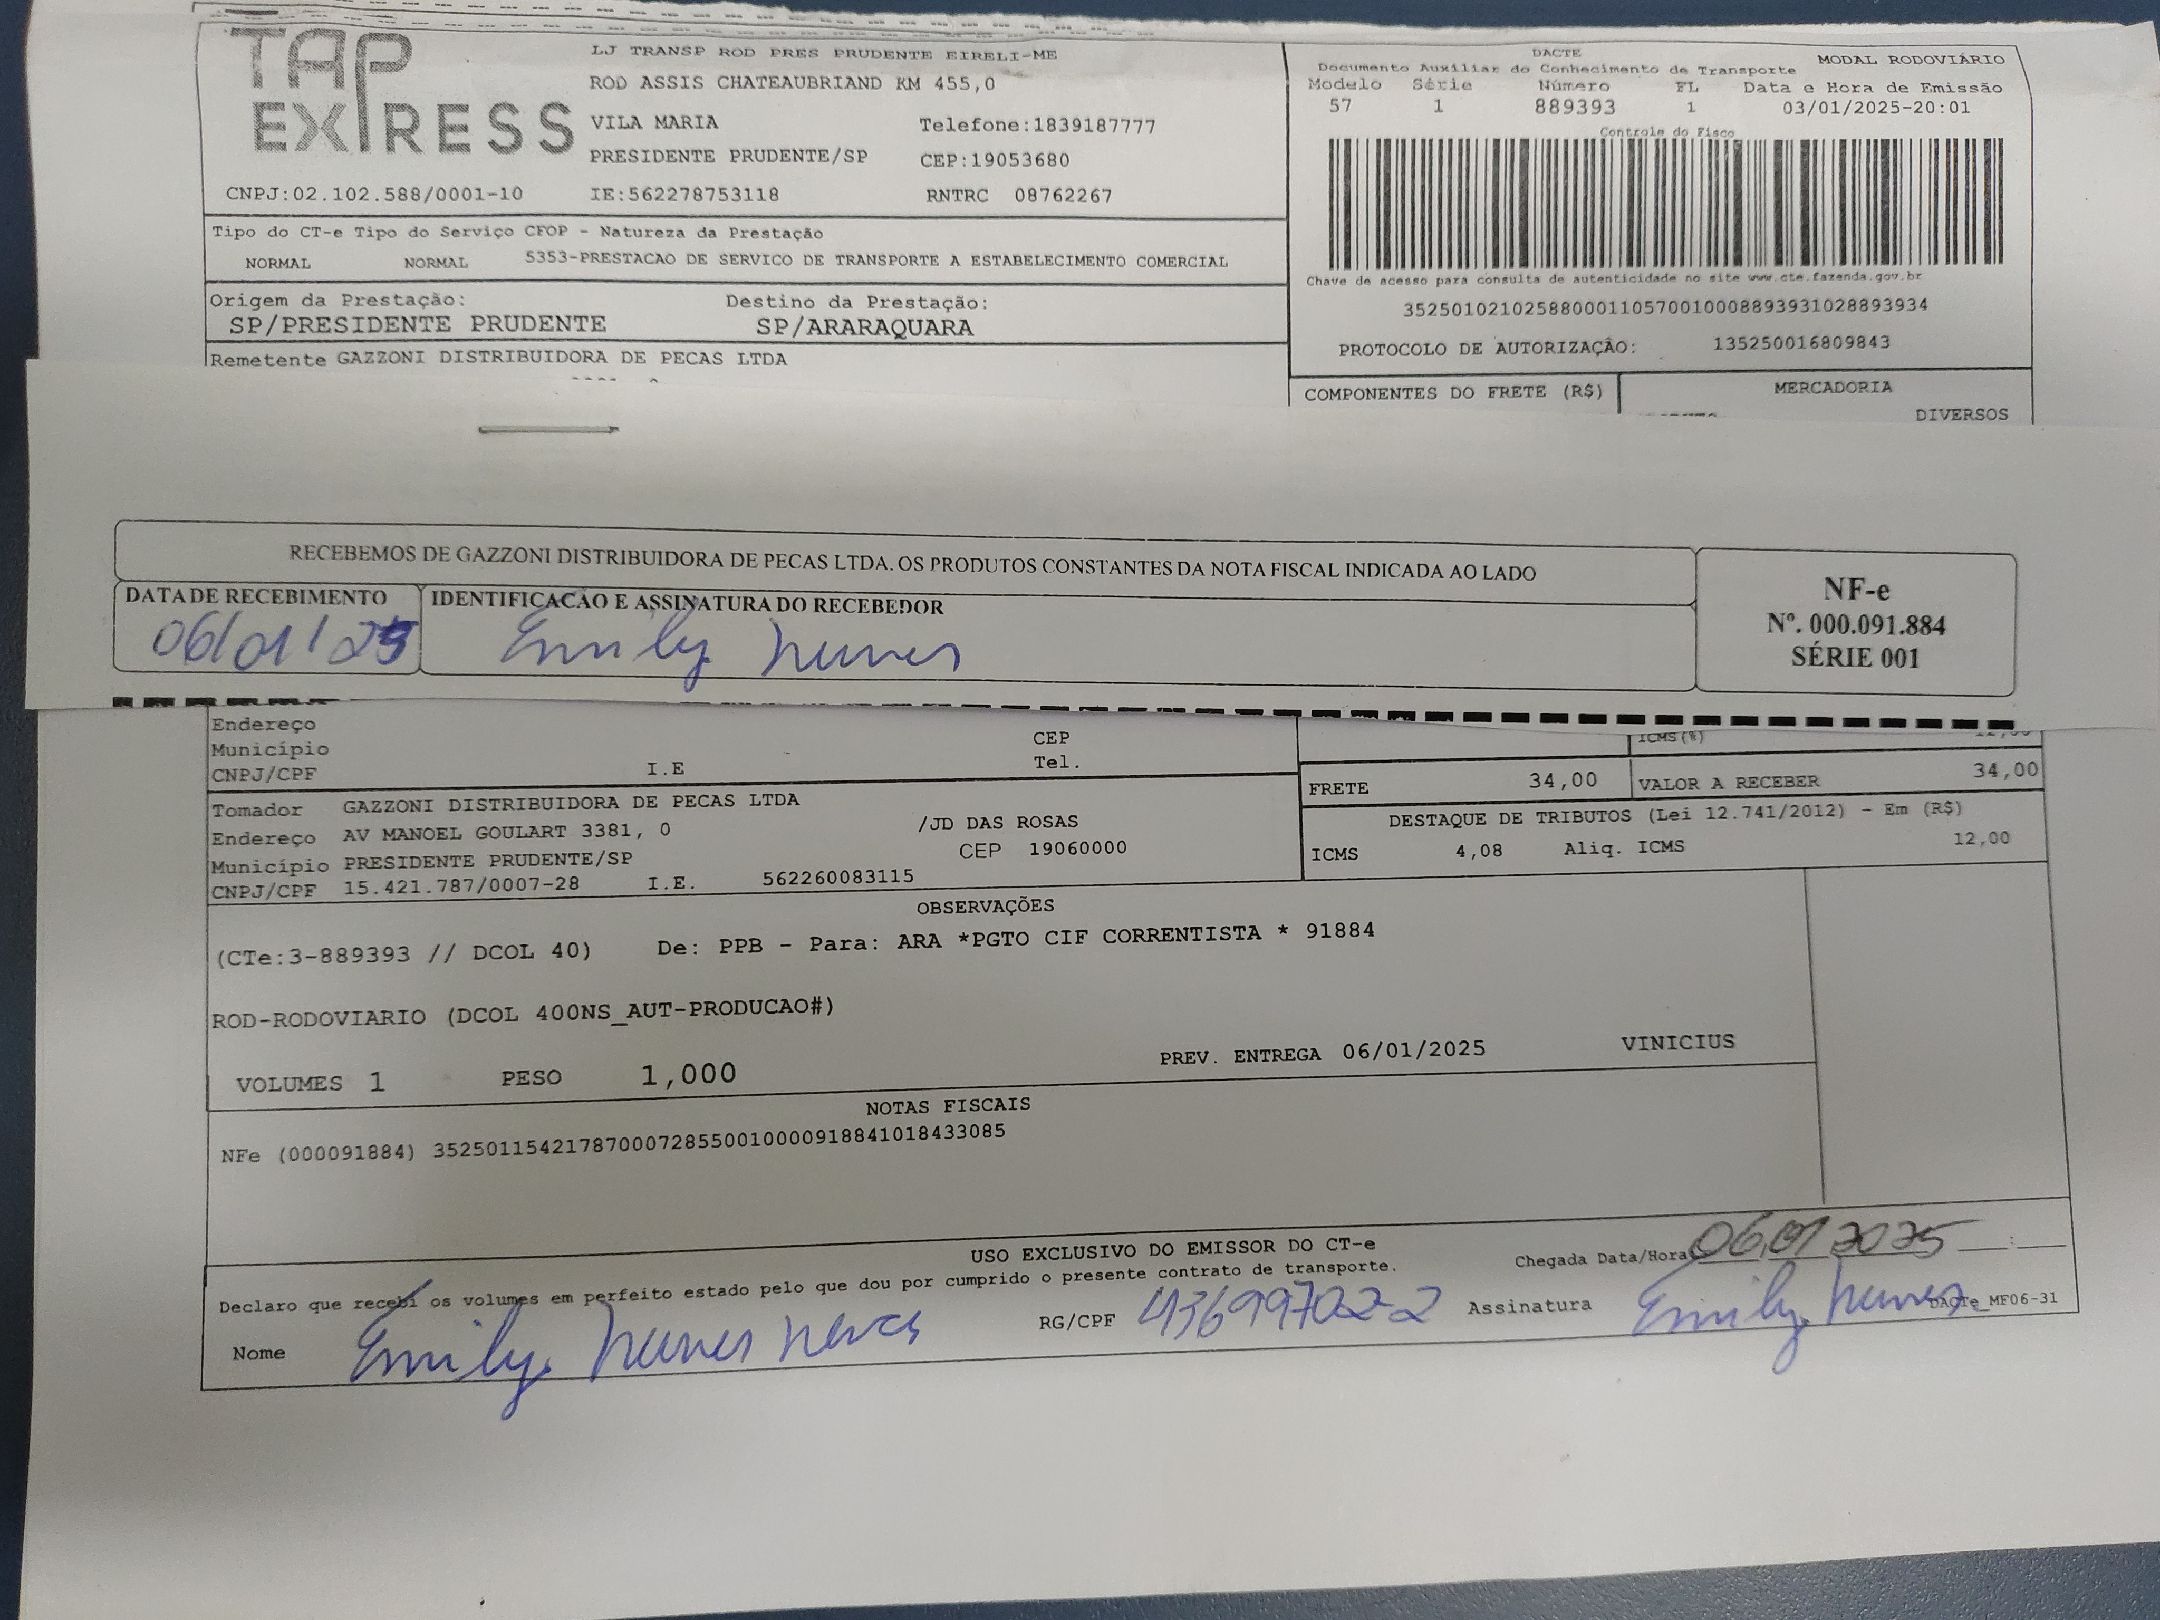 TAP
EXPRESS
LJ TRANSP ROD PRES PRUDENTE EIRELI-ME
ROD ASSIS CHATEAUBRIAND KM 455,0
VILA MARIA Telefone:1839187777
PRESIDENTE PRUDENTE/SP CEP:19053680
CNPJ:02.102.588/0001-10 IE:562278753118 RNTRC 08762267
DACTE MODAL RODOVIÁRIO
Documento Auxiliar do Conhecimento de Transporte
Modelo Série Número FL Data e Hora de Emissão
57 1 889393 1 03/01/2025-20:01
Controle do Fisco
Chave de acesso para consulta de autenticidade no site www.cte.fazenda.gov.br
35250102102588000110570010008893931028893934
PROTOCOLO DE AUTORIZAÇÃO: 135250016809843
Tipo do CT-e Tipo do Serviço CFOP - Natureza da Prestação
NORMAL NORMAL 5353-PRESTACAO DE SERVICO DE TRANSPORTE A ESTABELECIMENTO COMERCIAL
Origem da Prestação: Destino da Prestação:
SP/PRESIDENTE PRUDENTE SP/ARARAQUARA
Remetente GAZZONI DISTRIBUIDORA DE PECAS LTDA
COMPONENTES DO FRETE (R$) MERCADORIA
DIVERSOS
RECEBEMOS DE GAZZONI DISTRIBUIDORA DE PECAS LTDA. OS PRODUTOS CONSTANTES DA NOTA FISCAL INDICADA AO LADO
DATA DE RECEBIMENTO IDENTIFICACÃO E ASSINATURA DO RECEBEDOR
06/01/25 Emily Nunes
NF-e
Nº. 000.091.884
SÉRIE 001
Endereço
Município CEP
CNPJ/CPF I.E Tel.
ICMS(%)
FRETE 34,00 VALOR A RECEBER 34,00
Tomador GAZZONI DISTRIBUIDORA DE PECAS LTDA
Endereço AV MANOEL GOULART 3381, 0 /JD DAS ROSAS
Município PRESIDENTE PRUDENTE/SP CEP 19060000
CNPJ/CPF 15.421.787/0007-28 I.E. 562260083115
DESTAQUE DE TRIBUTOS (Lei 12.741/2012) - Em (R$)
ICMS 4,08 Aliq. ICMS 12,00
OBSERVAÇÕES
(CTe:3-889393 // DCOL 40) De: PPB - Para: ARA *PGTO CIF CORRENTISTA * 91884
ROD-RODOVIARIO (DCOL 400NS_AUT-PRODUCAO#)
VOLUMES 1 PESO 1,000 PREV. ENTREGA 06/01/2025 VINICIUS
NOTAS FISCAIS
NFe (000091884) 35250115421787000728550010000918841018433085
USO EXCLUSIVO DO EMISSOR DO CT-e
Chegada Data/Hora 06,01 2025 :
Declaro que recebi os volumes em perfeito estado pelo que dou por cumprido o presente contrato de transporte.
Nome Emily Nunes Neves RG/CPF 43699702-2 Assinatura Emily Nunes
DACTe_MF06-31